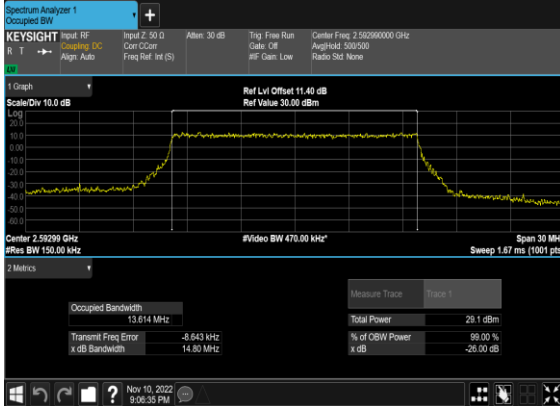 Spectrum Analyzer 1
Occupied BW
+
KEYSIGHT Input: RF Input Z: 50 Ω Atten: 30 dB Trig: Free Run Center Freq: 2.592990000 GHz
R T Coupling: DC Corr CCorr Gate: Off Avg|Hold: 500/500
Align: Auto Freq Ref: Int (S) #IF Gain: Low Radio Std: None
LW
1 Graph
Ref Lvl Offset 11.40 dB
Scale/Div 10.0 dB Ref Value 30.00 dBm
Log
20.0
10.0
0.00
-10.0
-20.0
-30.0
-40.0
-50.0
-60.0
Center 2.59299 GHz #Video BW 470.00 kHz* Span 30 MH
#Res BW 150.00 kHz Sweep 1.67 ms (1001 pts
2 Metrics
Measure Trace Trace 1
Occupied Bandwidth
13.614 MHz Total Power 29.1 dBm
Transmit Freq Error -8.643 kHz % of OBW Power 99.00 %
x dB Bandwidth 14.80 MHz x dB -26.00 dB
? Nov 10, 2022
9:06:35 PM